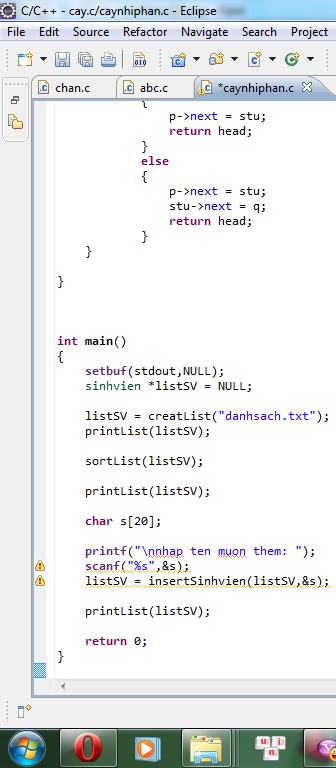 C/C++ - cay.c/caynhiphan.c - Eclipse
File Edit Source Refactor Navigate Search Project
010
chan.c abc.c *caynhiphan.c
{
p->next = stu;
return head;
}
else
{
p->next = stu;
stu->next = q;
return head;
}
}
}
int main()
{
setbuf(stdout,NULL);
sinhvien *listSV = NULL;
listSV = creatList("danhsach.txt");
printList(listSV);
sortList(listSV);
printList(listSV);
char s[20];
printf("\nnhap ten muon them: ");
scanf("%s",&s);
listSV = insertSinhvien(listSV,&s);
printList(listSV);
return 0;
}